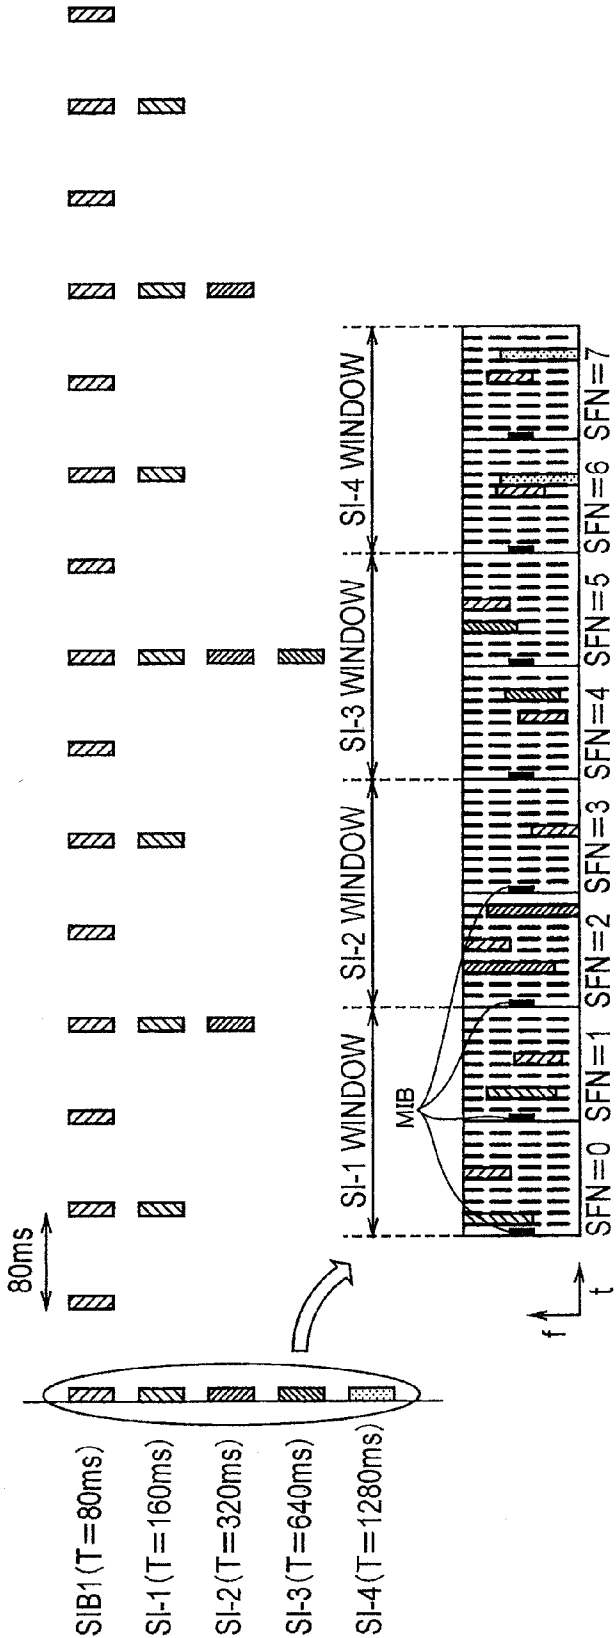 80ms
SIB1(T=80ms)
SI-1(T=160ms)
SI-2(T=320ms)
SI-3(T=640ms)
SI-4(T=1280ms)
SI-1 WINDOW
SI-2 WINDOW
SI-3 WINDOW
SI-4 WINDOW
MIB
f
t
SFN=0
SFN=1
SFN=2
SFN=3
SFN=4
SFN=5
SFN=6
SFN=7